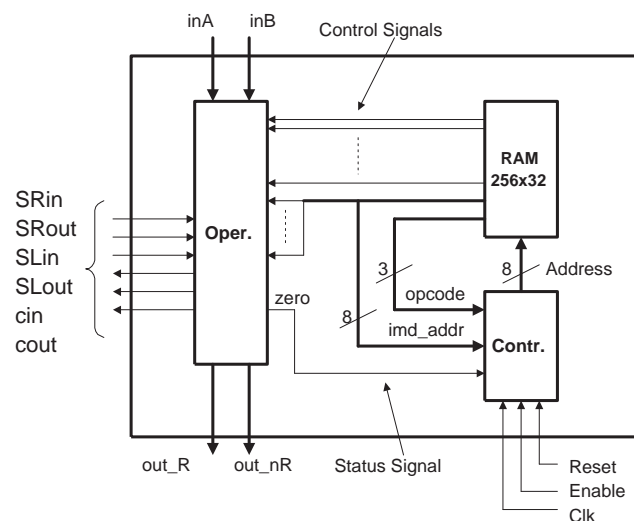 inA inB
Control Signals
RAM
256x32
SRin
SRout
SLin
SLout
cin
cout
Oper.
3
8 Address
opcode
zero
8
imd_addr
Contr.
out_R out_nR Status Signal
Reset
Enable
Clk